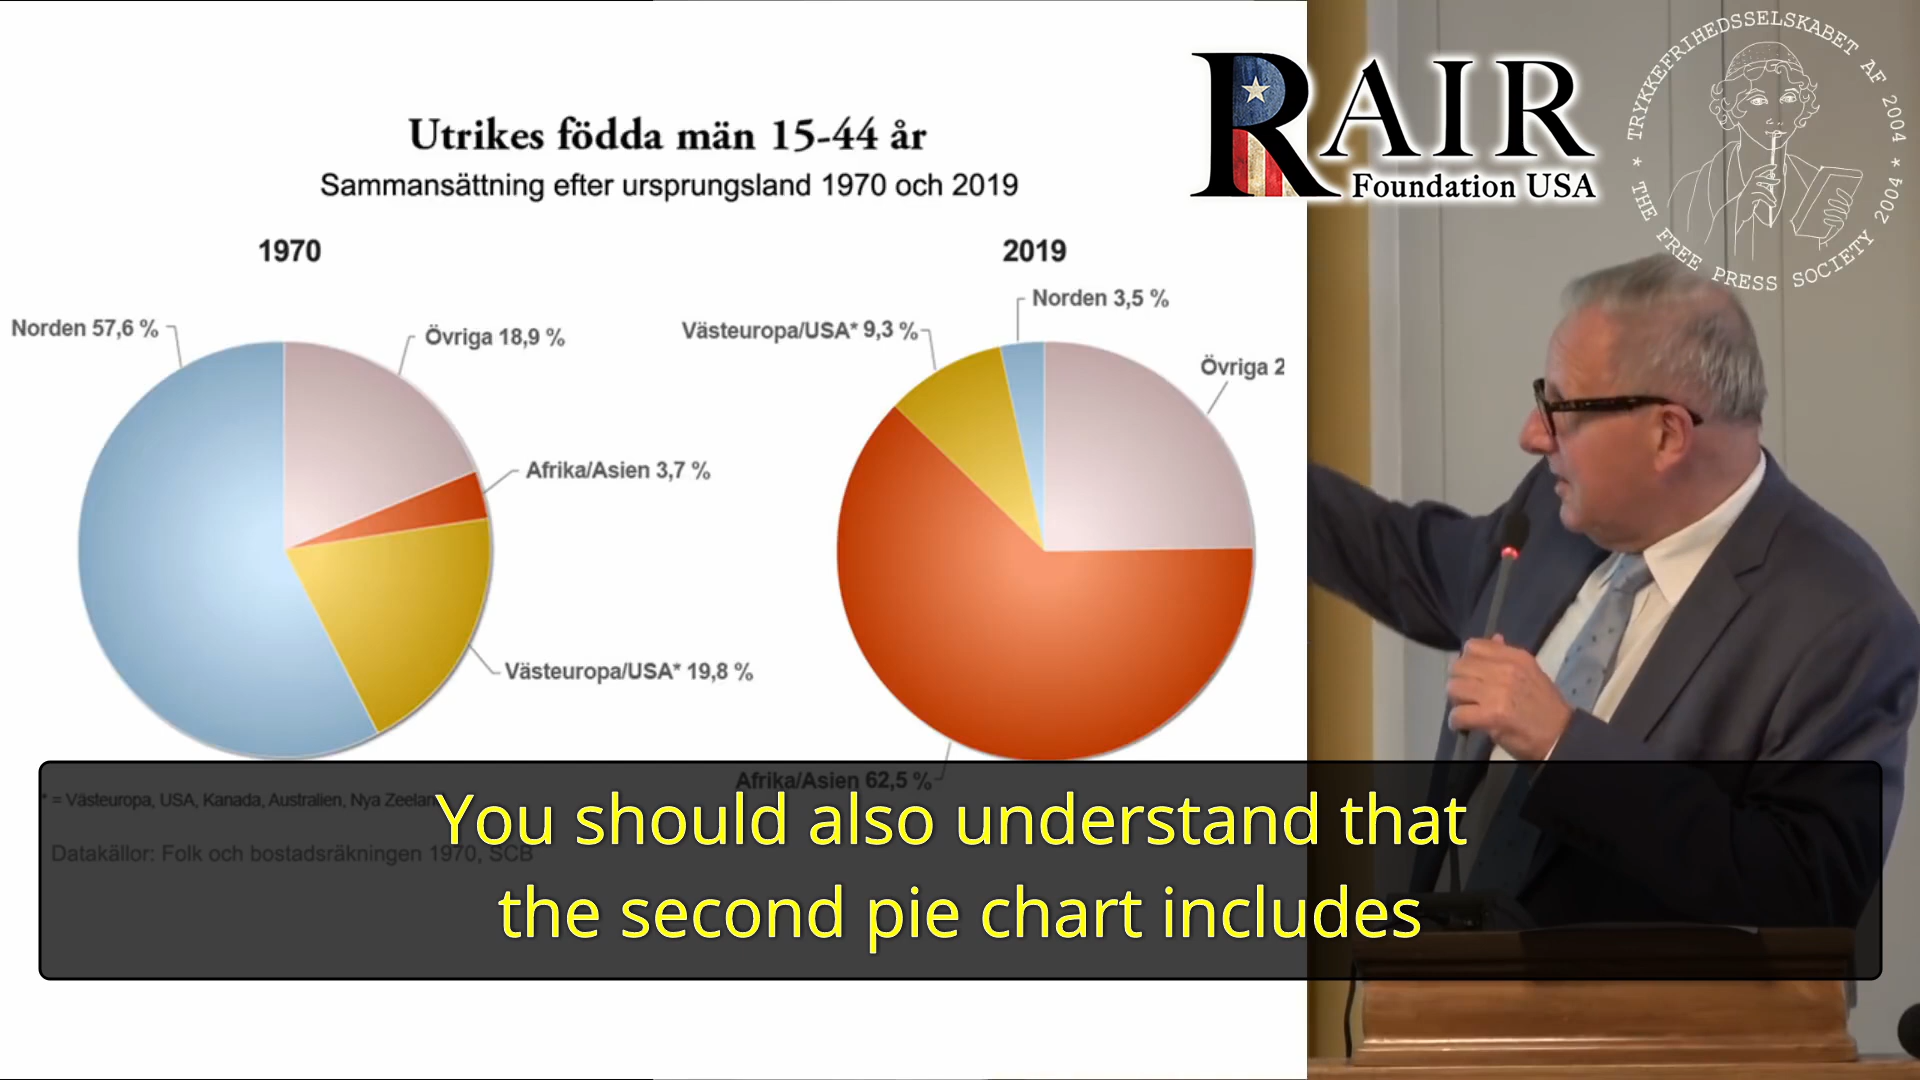 Utrikes födda män 15-44 år
Sammansättning efter ursprungsland 1970 och 2019
1970
2019
Norden 57,6 %
Övriga 18,9 %
Afrika/Asien 3,7 %
Västeuropa/USA* 19,8 %
Norden 3,5 %
Västeuropa/USA* 9,3 %
Övriga 2
Afrika/Asien 62,5 %
* = Västeuropa, USA, Kanada, Australien, Nya
Datakällor: Folk och bostadsräkningen 1970, SCB
RAIR
Foundation USA
TRYKKEFRIHEDSSELSKABET AF 2004 *
* THE FREE PRESS SOCIETY 2004
You should also understand that
the second pie chart includes